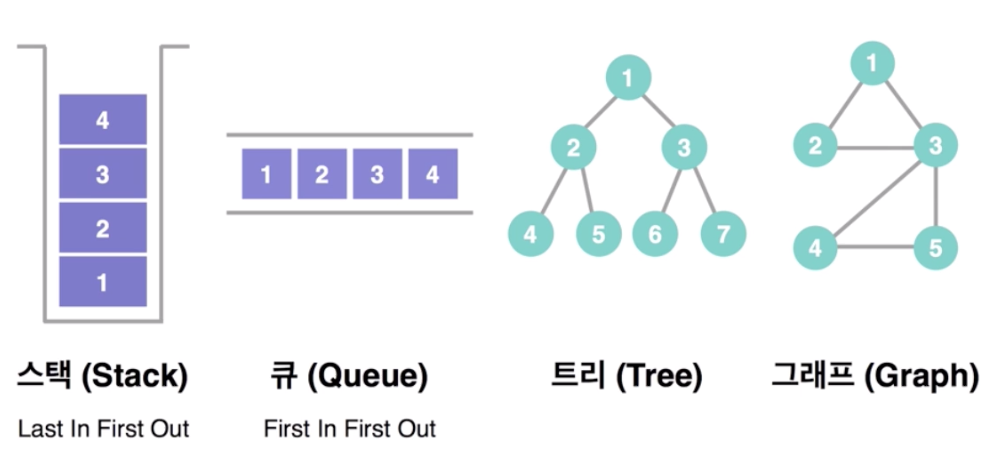 4
3
2
1
스택 (Stack)
Last In First Out
1 2 3 4
큐 (Queue)
First In First Out
1
2 3
4 5 6 7
트리 (Tree)
1
2 3
4 5
그래프 (Graph)